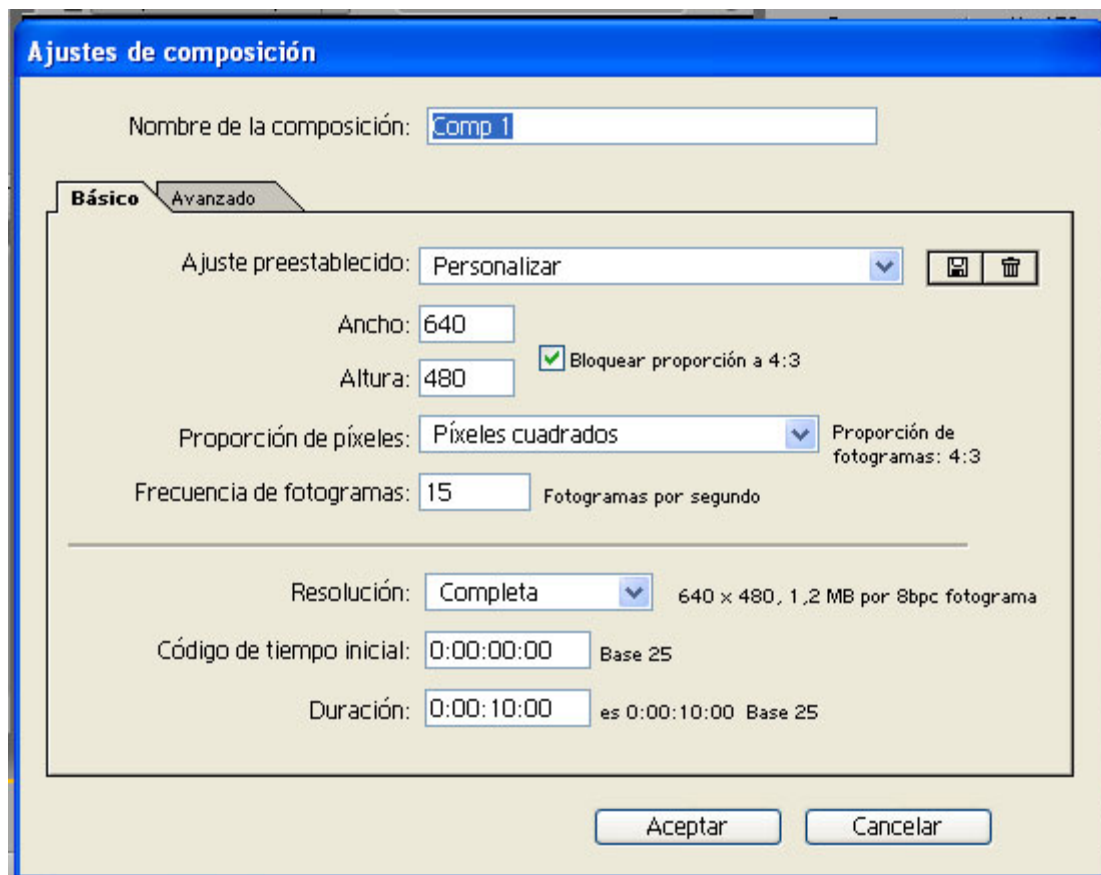 Ajustes de composición
Nombre de la composición: Comp 1
Básico Avanzado
Ajuste preestablecido: Personalizar
Ancho: 640
Bloquear proporción a 4:3
Altura: 480
Proporción de píxeles: Píxeles cuadrados Proporción de
fotogramas: 4:3
Frecuencia de fotogramas: 15 Fotogramas por segundo
Resolución: Completa 640 x 480, 1,2 MB por 8bpc fotograma
Código de tiempo inicial: 0:00:00:00 Base 25
Duración: 0:00:10:00 es 0:00:10:00 Base 25
Aceptar Cancelar